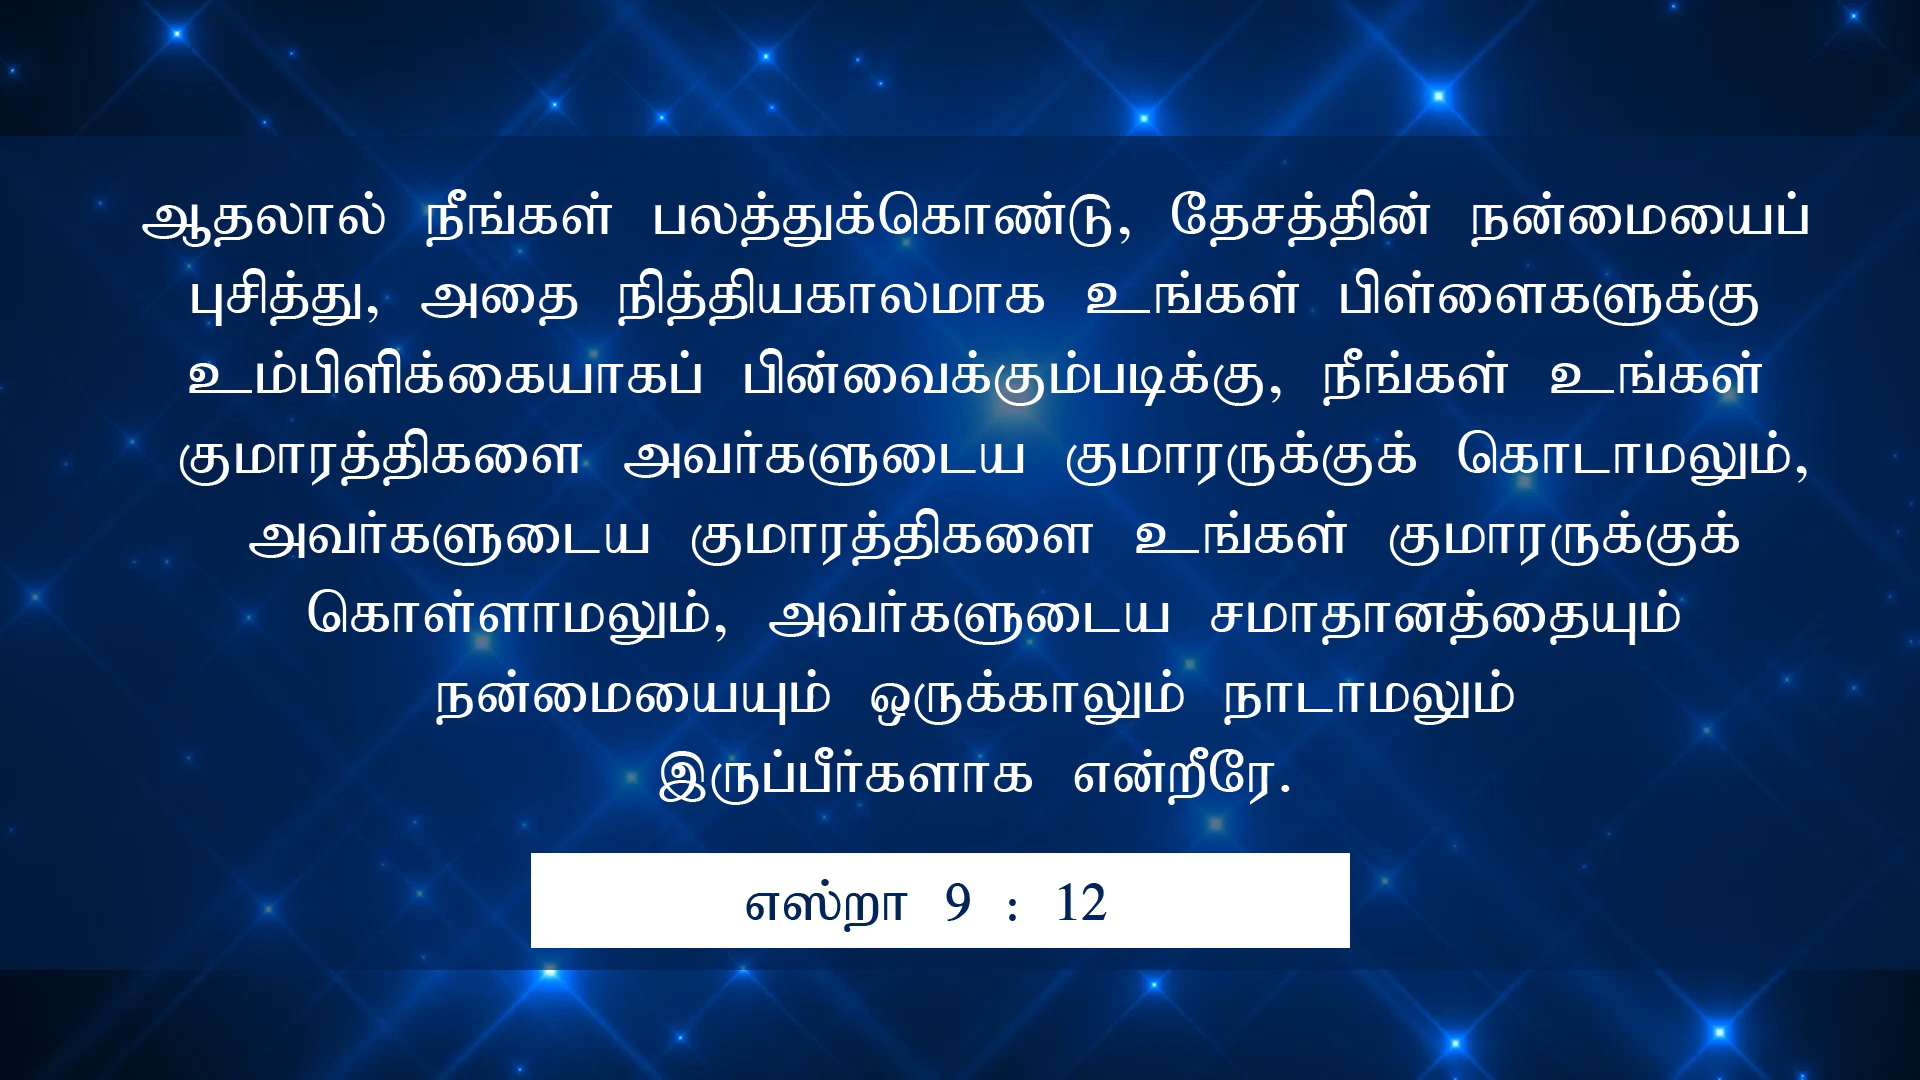 ஆதலால் நீங்கள் பலத்துக்கொண்டு, தேசத்தின் நன்மையைப்
புசித்து, அதை நித்தியகாலமாக உங்கள் பிள்ளைகளுக்கு
உம்பிளிக்கையாகப் பின்வைக்கும்படிக்கு, நீங்கள் உங்கள்
குமாரத்திகளை அவர்களுடைய குமாரருக்குக் கொடாமலும்,
அவர்களுடைய குமாரத்திகளை உங்கள் குமாரருக்குக்
கொள்ளாமலும், அவர்களுடைய சமாதானத்தையும்
நன்மையையும் ஒருக்காலும் நாடாமலும்
இருப்பீர்களாக என்றீரே.
எஸ்றா 9 : 12